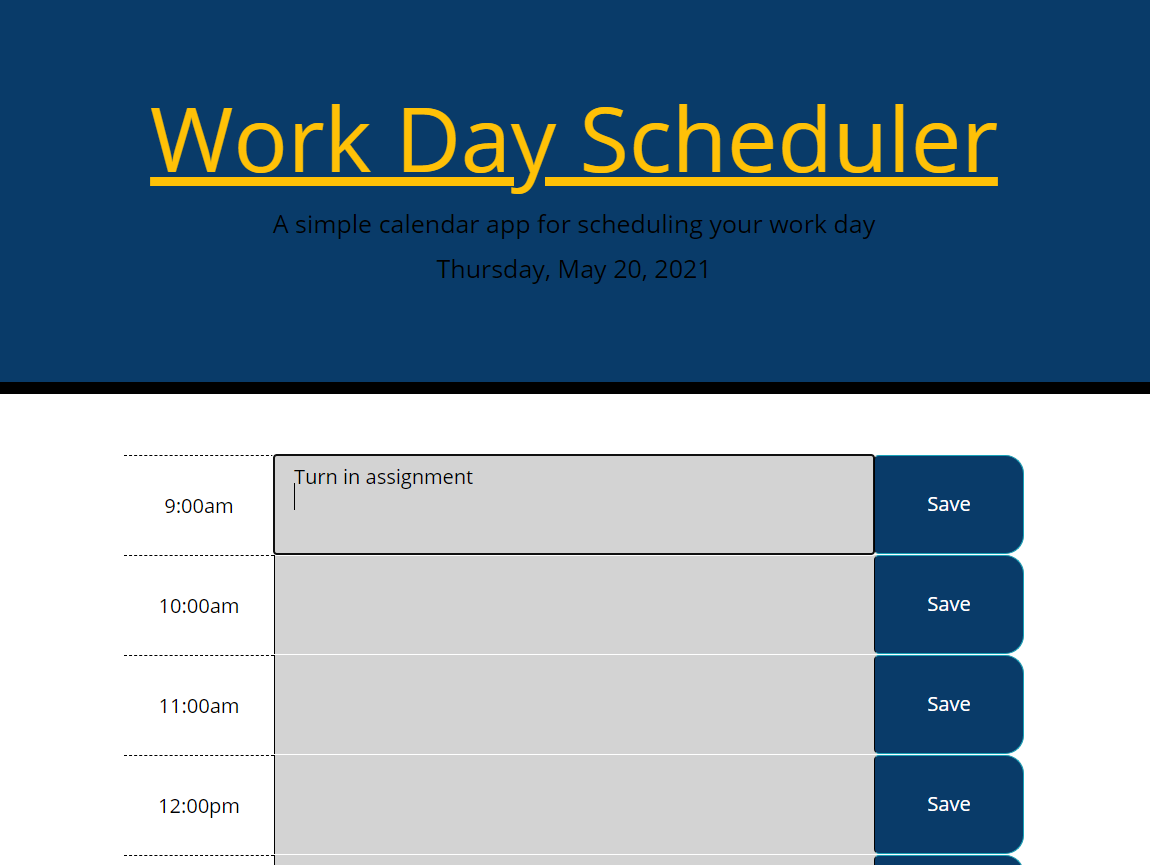 Work Day Scheduler
A simple calendar app for scheduling your work day
Thursday, May 20, 2021
Turn in assignment
9:00am
Save
10:00am
Save
11:00am
Save
12:00pm
Save